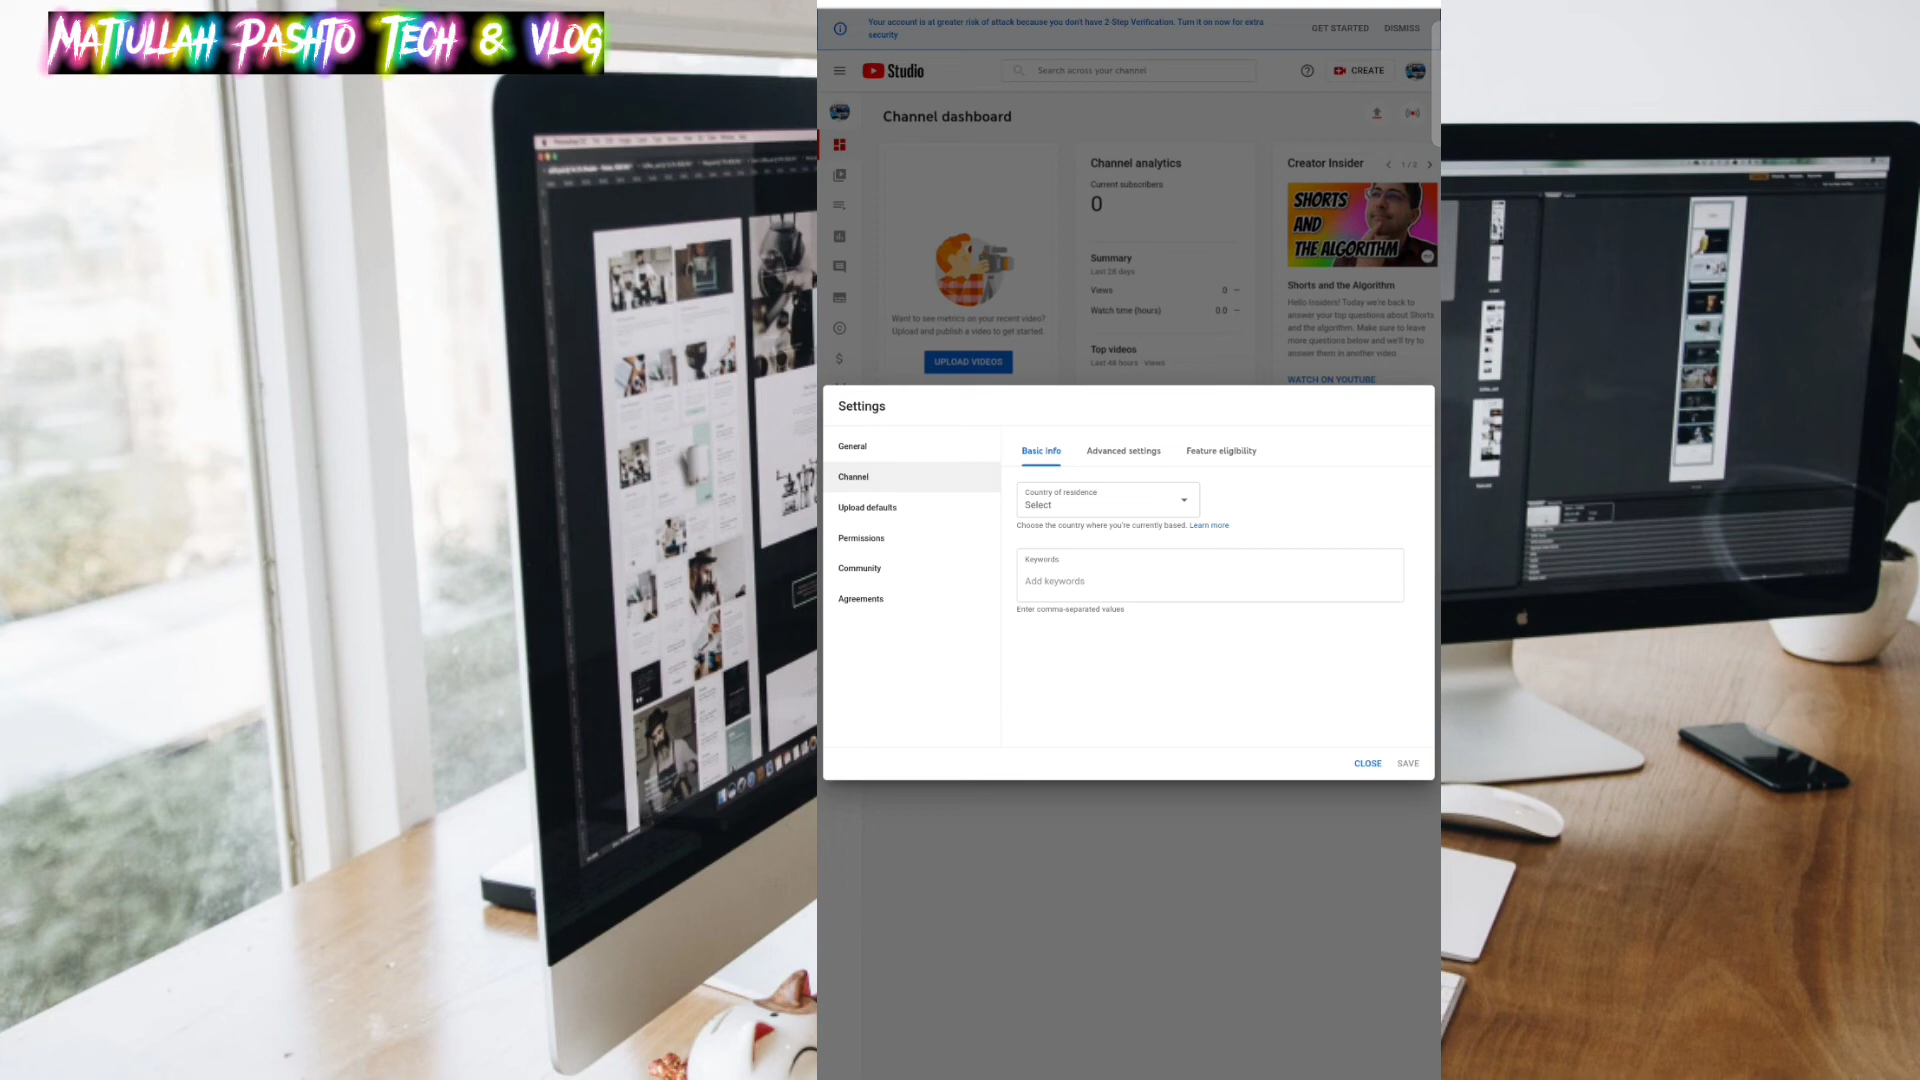 Matiullah Pashto Tech & vlog
Your account is at greater risk of attack because you don't have 2-Step Verification. Turn it on now for extra
security
GET STARTED
DISMISS
Studio
Search across your channel
CREATE
Channel dashboard
Want to see metrics on your recent video?
Upload and publish a video to get started.
UPLOAD VIDEOS
Channel analytics
Current subscribers
0
Summary
Last 28 days
Views 0 —
Watch time (hours) 0.0 —
Top videos
Last 48 hours · Views
Creator Insider
1 / 2
SHORTS
AND
THE ALGORITHM
Shorts and the Algorithm
Hello Insiders! Today we're back to
answer your top questions about Shorts
and the algorithm. Make sure to leave
more questions below and we'll try to
answer them in another video.
WATCH ON YOUTUBE
Settings
General
Channel
Upload defaults
Permissions
Community
Agreements
Basic info
Advanced settings
Feature eligibility
Country of residence
Select
Choose the country where you're currently based. Learn more
Keywords
Add keywords
Enter comma-separated values
CLOSE
SAVE